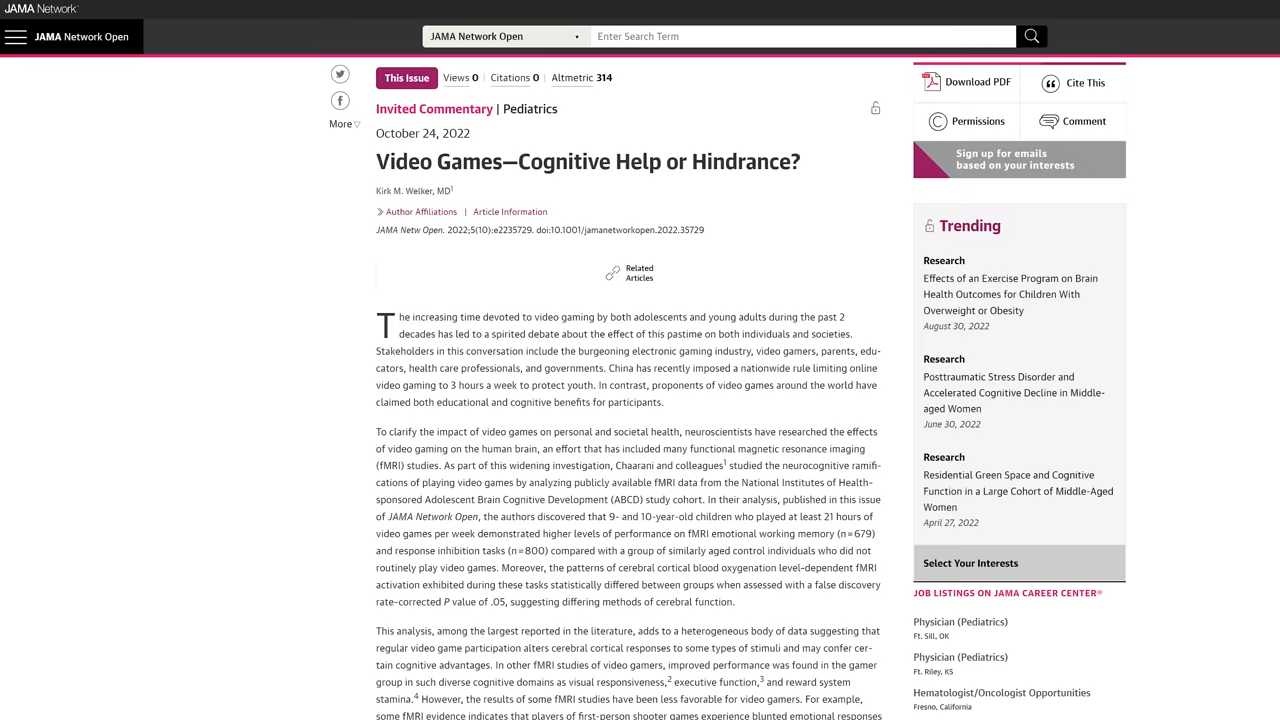 JAMA Network
JAMA Network Open
JAMA Network Open
Enter Search Term
This Issue
Views 0
Citations 0
Altmetric 314
Invited Commentary | Pediatrics
October 24, 2022
Video Games—Cognitive Help or Hindrance?
Kirk M. Welker, MD1
Author Affiliations | Article Information
JAMA Netw Open. 2022;5(10):e2235729. doi:10.1001/jamanetworkopen.2022.35729
More
Related
Articles
The increasing time devoted to video gaming by both adolescents and young adults during the past 2
decades has led to a spirited debate about the effect of this pastime on both individuals and societies.
Stakeholders in this conversation include the burgeoning electronic gaming industry, video gamers, parents, edu-
cators, health care professionals, and governments. China has recently imposed a nationwide rule limiting online
video gaming to 3 hours a week to protect youth. In contrast, proponents of video games around the world have
claimed both educational and cognitive benefits for participants.
To clarify the impact of video games on personal and societal health, neuroscientists have researched the effects
of video gaming on the human brain, an effort that has included many functional magnetic resonance imaging
(fMRI) studies. As part of this widening investigation, Chaarani and colleagues1 studied the neurocognitive ramifi-
cations of playing video games by analyzing publicly available fMRI data from the National Institutes of Health–
sponsored Adolescent Brain Cognitive Development (ABCD) study cohort. In their analysis, published in this issue
of JAMA Network Open, the authors discovered that 9- and 10-year-old children who played at least 21 hours of
video games per week demonstrated higher levels of performance on fMRI emotional working memory (n = 679)
and response inhibition tasks (n = 800) compared with a group of similarly aged control individuals who did not
routinely play video games. Moreover, the patterns of cerebral cortical blood oxygenation level–dependent fMRI
activation exhibited during these tasks statistically differed between groups when assessed with a false discovery
rate–corrected P value of .05, suggesting differing methods of cerebral function.
This analysis, among the largest reported in the literature, adds to a heterogeneous body of data suggesting that
regular video game participation alters cerebral cortical responses to some types of stimuli and may confer cer-
tain cognitive advantages. In other fMRI studies of video gamers, improved performance was found in the gamer
group in such diverse cognitive domains as visual responsiveness,2 executive function,3 and reward system
stamina.4 However, the results of some fMRI studies have been less favorable for video gamers. For example,
some fMRI evidence indicates that players of first-person shooter games experience blunted emotional responses
Download PDF
Cite This
Permissions
Comment
Sign up for emails
based on your interests
Trending
Research
Effects of an Exercise Program on Brain
Health Outcomes for Children With
Overweight or Obesity
August 30, 2022
Research
Posttraumatic Stress Disorder and
Accelerated Cognitive Decline in Middle-
aged Women
June 30, 2022
Research
Residential Green Space and Cognitive
Function in a Large Cohort of Middle-Aged
Women
April 27, 2022
Select Your Interests
JOB LISTINGS ON JAMA CAREER CENTER®
Physician (Pediatrics)
Ft. Sill, OK
Physician (Pediatrics)
Ft. Riley, KS
Hematologist/Oncologist Opportunities
Fresno, California